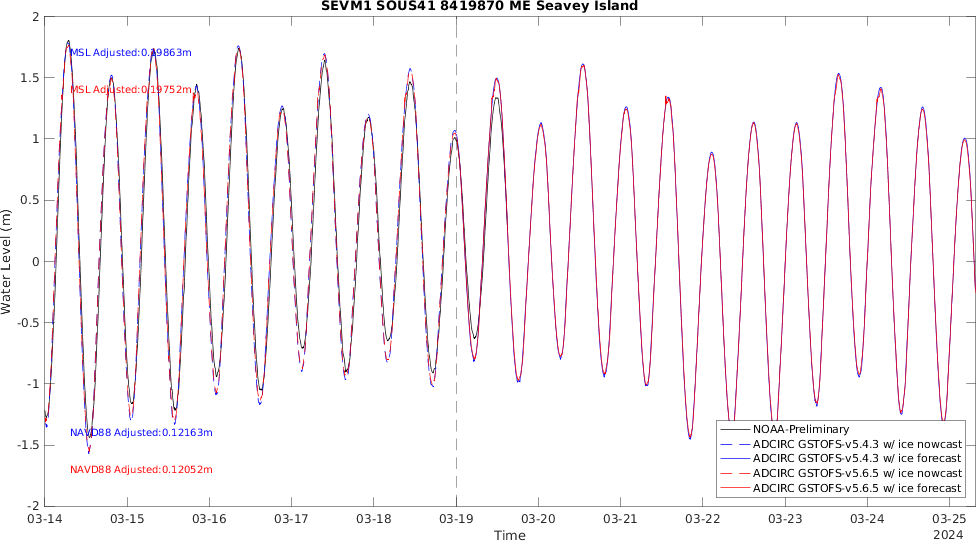 SEVM1 SOUS41 8419870 ME Seavey Island
2
1.5
1
0.5
0
-0.5
-1
-1.5
-2
Water Level (m)
MSL Adjusted:0.19863m
MSL Adjusted:0.19752m
NAVD88 Adjusted:0.12163m
NAVD88 Adjusted:0.12052m
NOAA-Preliminary
ADCIRC GSTOFS-v5.4.3 w/ ice nowcast
ADCIRC GSTOFS-v5.4.3 w/ ice forecast
ADCIRC GSTOFS-v5.6.5 w/ ice nowcast
ADCIRC GSTOFS-v5.6.5 w/ ice forecast
03-14 03-15 03-16 03-17 03-18 03-19 03-20 03-21 03-22 03-23 03-24 03-25
Time 2024